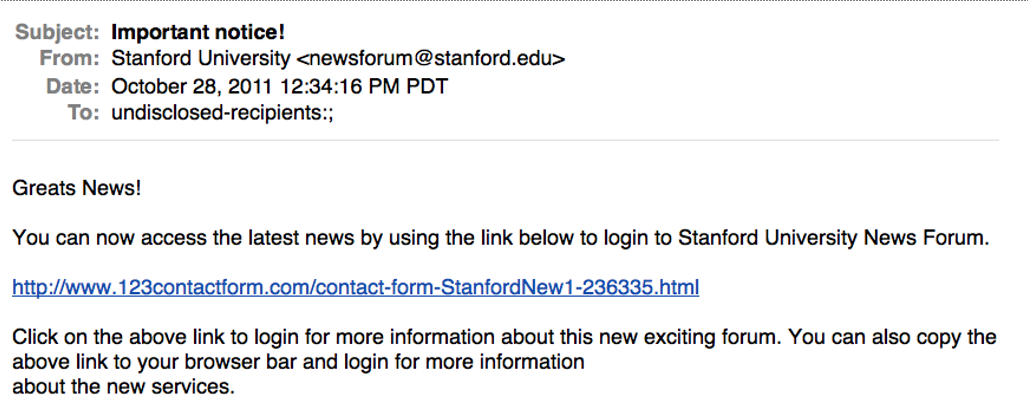 Subject: Important notice!
From: Stanford University <newsforum@stanford.edu>
Date: October 28, 2011 12:34:16 PM PDT
To: undisclosed-recipients:;
Greats News!
You can now access the latest news by using the link below to login to Stanford University News Forum.
http://www.123contactform.com/contact-form-StanfordNew1-236335.html
Click on the above link to login for more information about this new exciting forum. You can also copy the
above link to your browser bar and login for more information
about the new services.